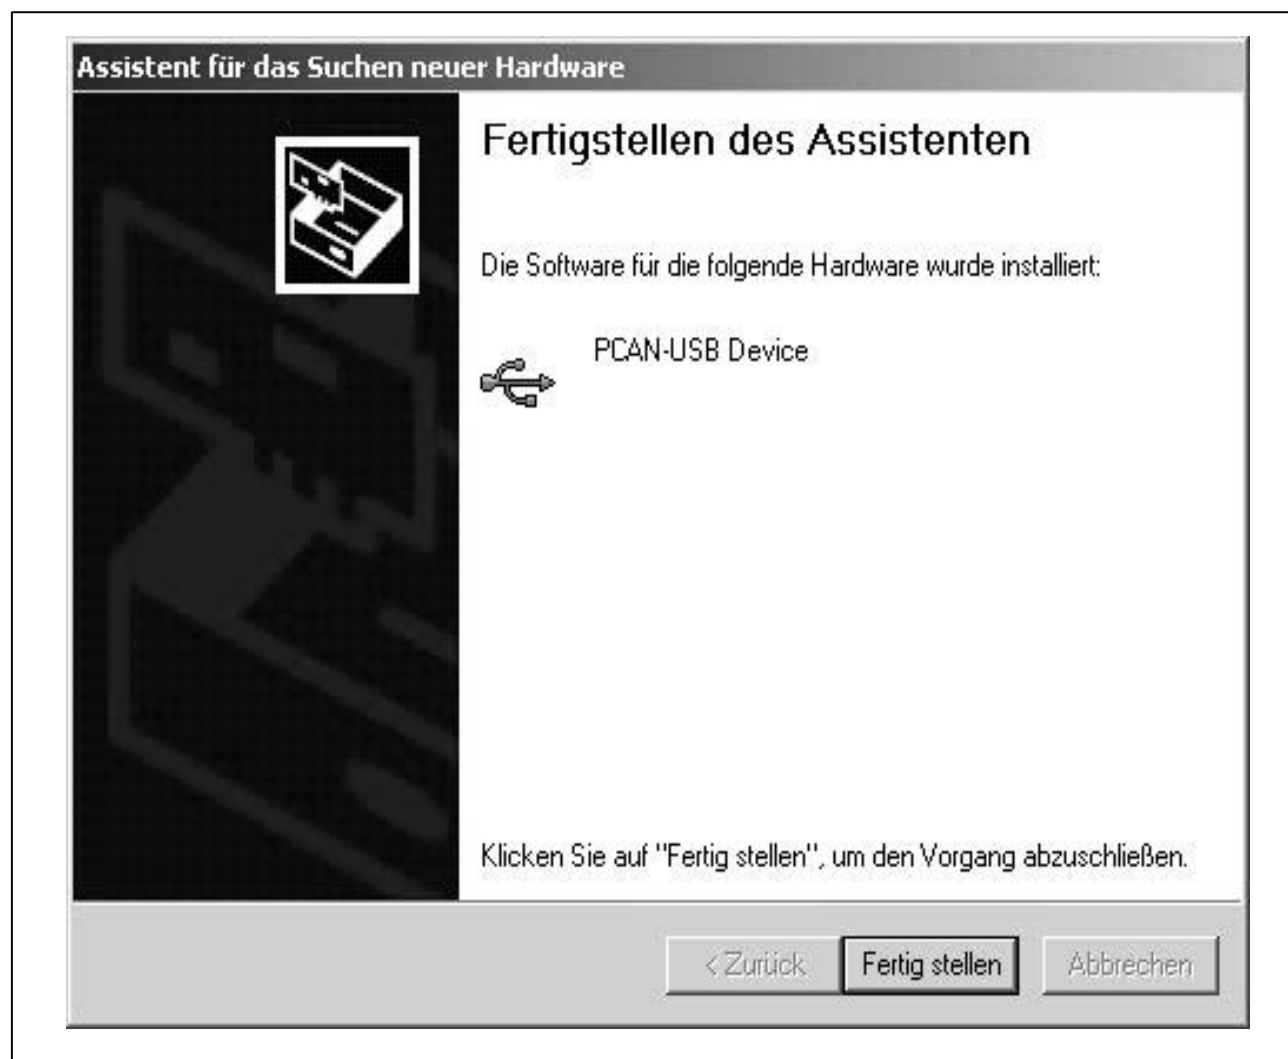 Assistent für das Suchen neuer Hardware
Fertigstellen des Assistenten
Die Software für die folgende Hardware wurde installiert:
PCAN-USB Device
Klicken Sie auf "Fertig stellen", um den Vorgang abzuschließen.
< Zurück
Fertig stellen
Abbrechen